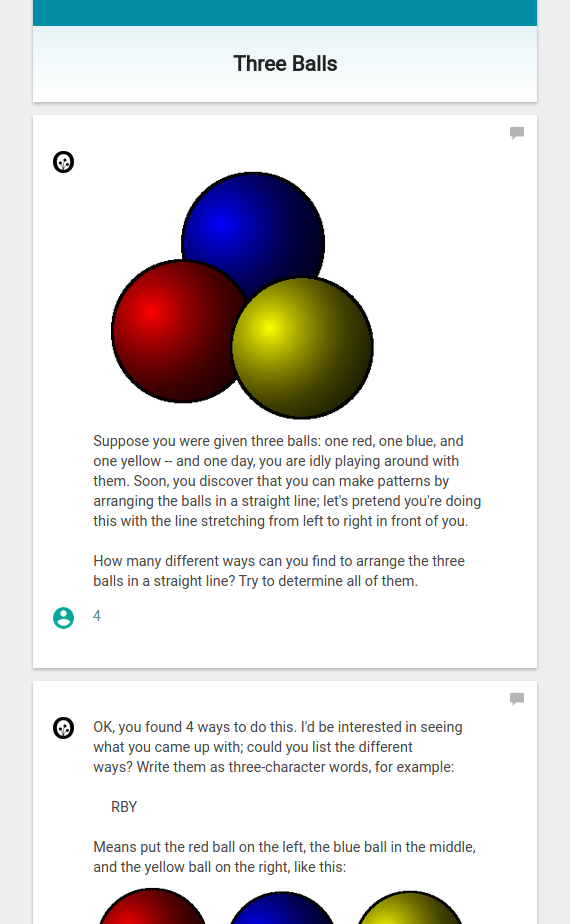 Three Balls
Suppose you were given three balls: one red, one blue, and
one yellow -- and one day, you are idly playing around with
them. Soon, you discover that you can make patterns by
arranging the balls in a straight line; let's pretend you're doing
this with the line stretching from left to right in front of you.
How many different ways can you find to arrange the three
balls in a straight line? Try to determine all of them.
4
OK, you found 4 ways to do this. I'd be interested in seeing
what you came up with; could you list the different
ways? Write them as three-character words, for example:
RBY
Means put the red ball on the left, the blue ball in the middle,
and the yellow ball on the right, like this: